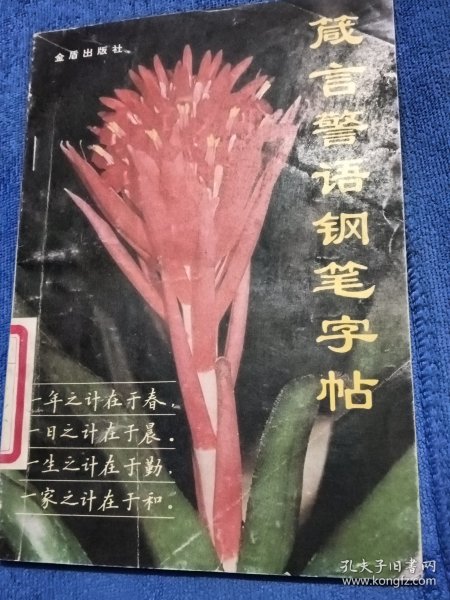 金盾出版社
箴言警语钢笔字帖
一年之计在于春，
一日之计在于晨。
一生之计在于勤，
一家之计在于和。
孔夫子旧书网
www.kongfz.com